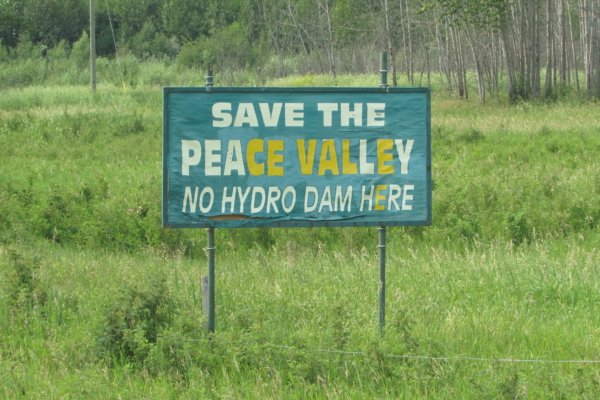 SAVE THE
PEACE VALLEY
NO HYDRO DAM HERE